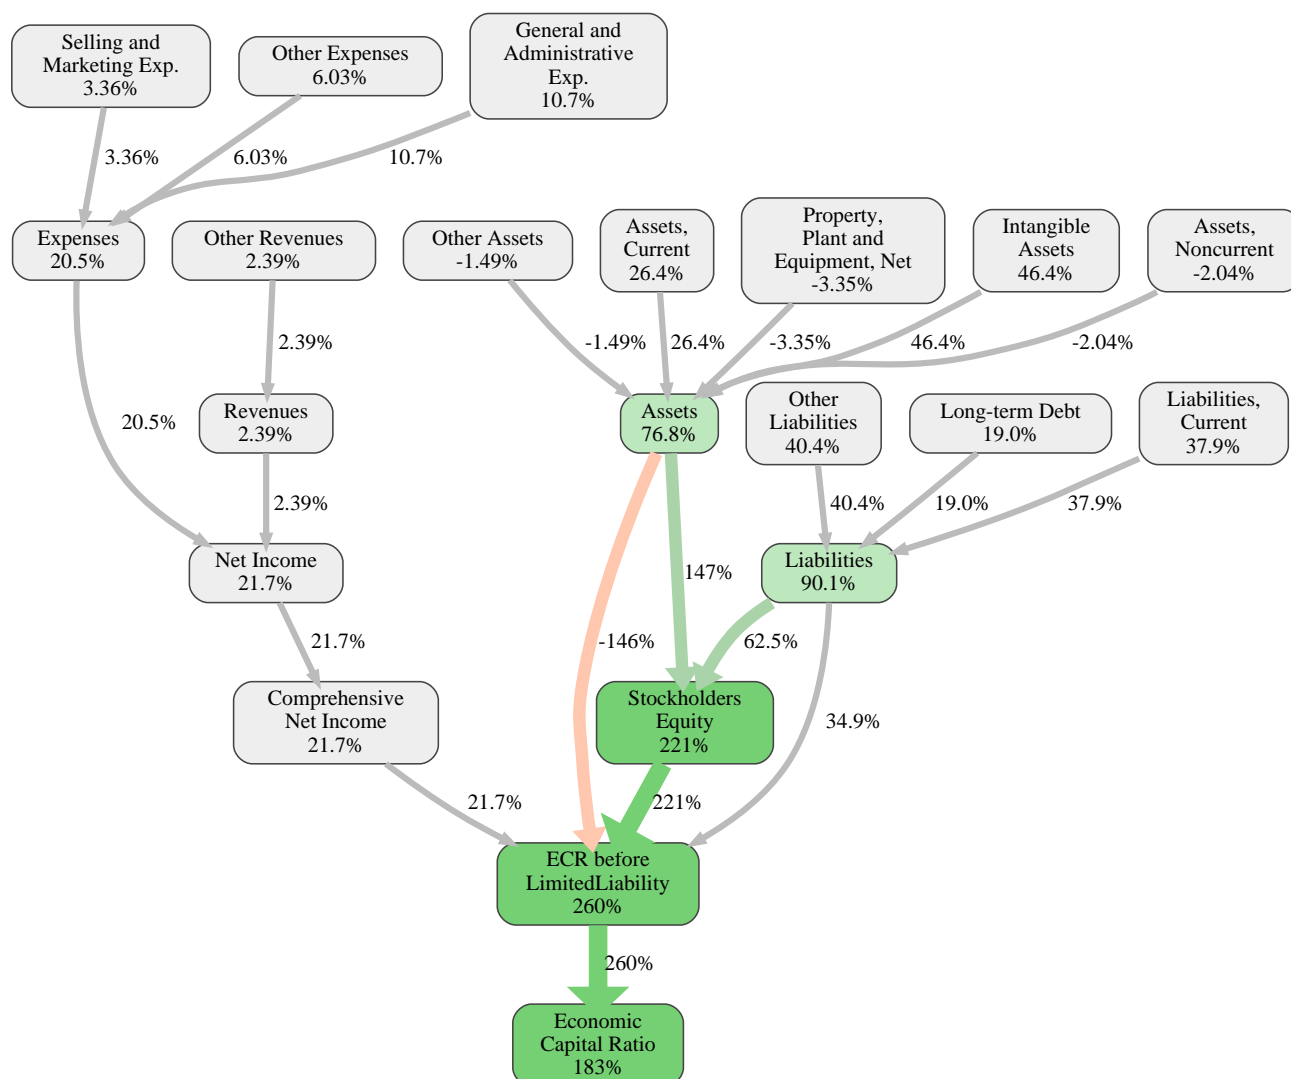 Selling and
Marketing Exp.
3.36%
Other Expenses
6.03%
General and
Administrative
Exp.
10.7%
3.36%
6.03%
10.7%
Expenses
20.5%
Other Revenues
2.39%
Other Assets
-1.49%
Assets,
Current
26.4%
Property,
Plant and
Equipment, Net
-3.35%
Intangible
Assets
46.4%
Assets,
Noncurrent
-2.04%
2.39%
-1.49%
26.4%
-3.35%
46.4%
-2.04%
20.5%
Revenues
2.39%
Assets
76.8%
Other
Liabilities
40.4%
Long-term Debt
19.0%
Liabilities,
Current
37.9%
2.39%
40.4%
19.0%
37.9%
Net Income
21.7%
147%
Liabilities
90.1%
21.7%
-146%
62.5%
Comprehensive
Net Income
21.7%
Stockholders
Equity
221%
34.9%
21.7%
221%
ECR before
LimitedLiability
260%
260%
Economic
Capital Ratio
183%